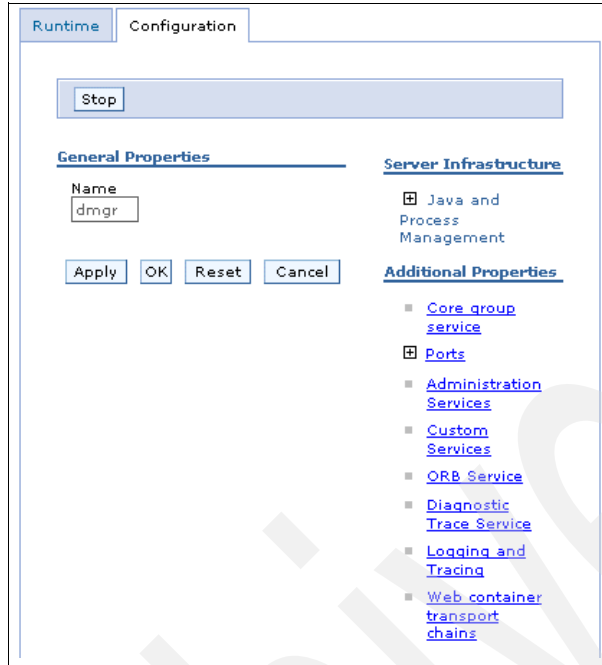 Runtime
Configuration
Stop
General Properties
Name
dmgr
Apply
OK
Reset
Cancel
Server Infrastructure
Java and
Process
Management
Additional Properties
Core group
service
Ports
Administration
Services
Custom
Services
ORB Service
Diagnostic
Trace Service
Logging and
Tracing
Web container
transport
chains